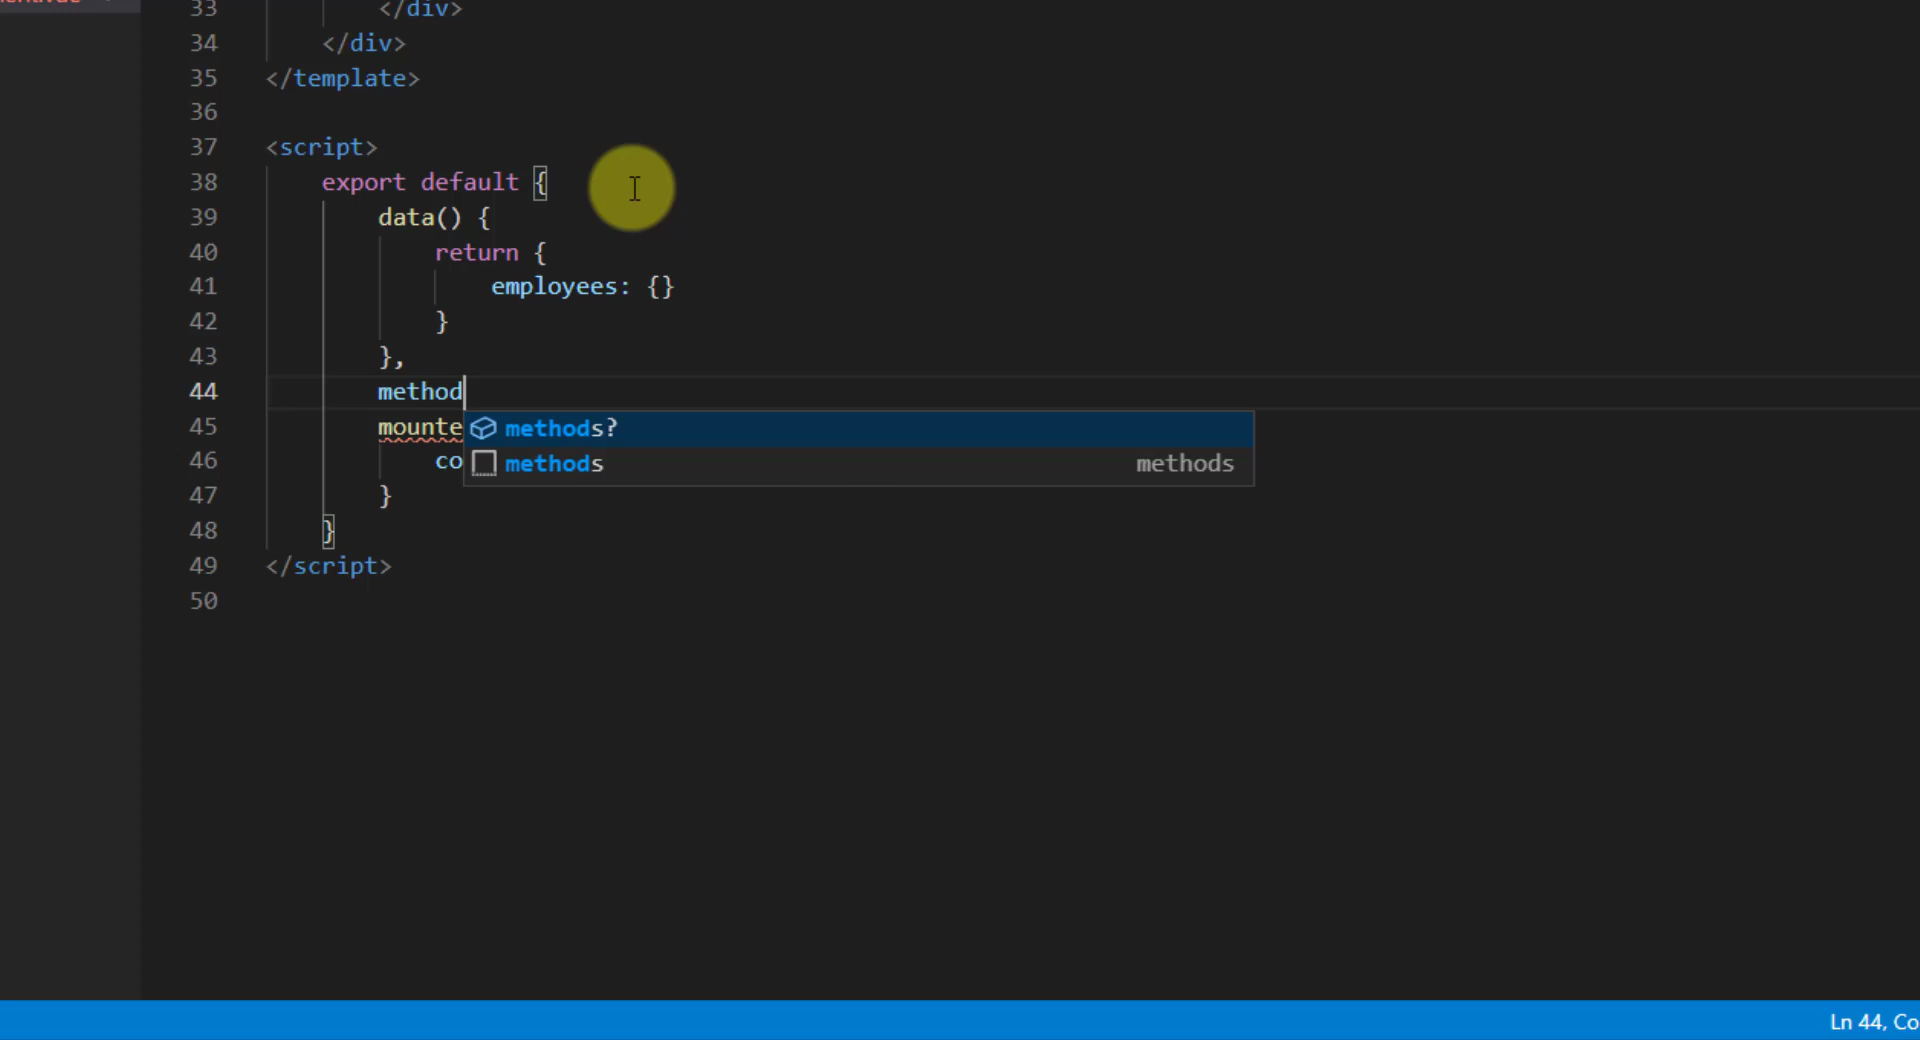 33 </div>
34 </div>
35 </template>
36
37 <script>
38 export default {
39 data() {
40 return {
41 employees: {}
42 }
43 },
44 method
45 mounte
methods?
46 co
methods methods
47 }
48 }
49 </script>
50
Ln 44, Co